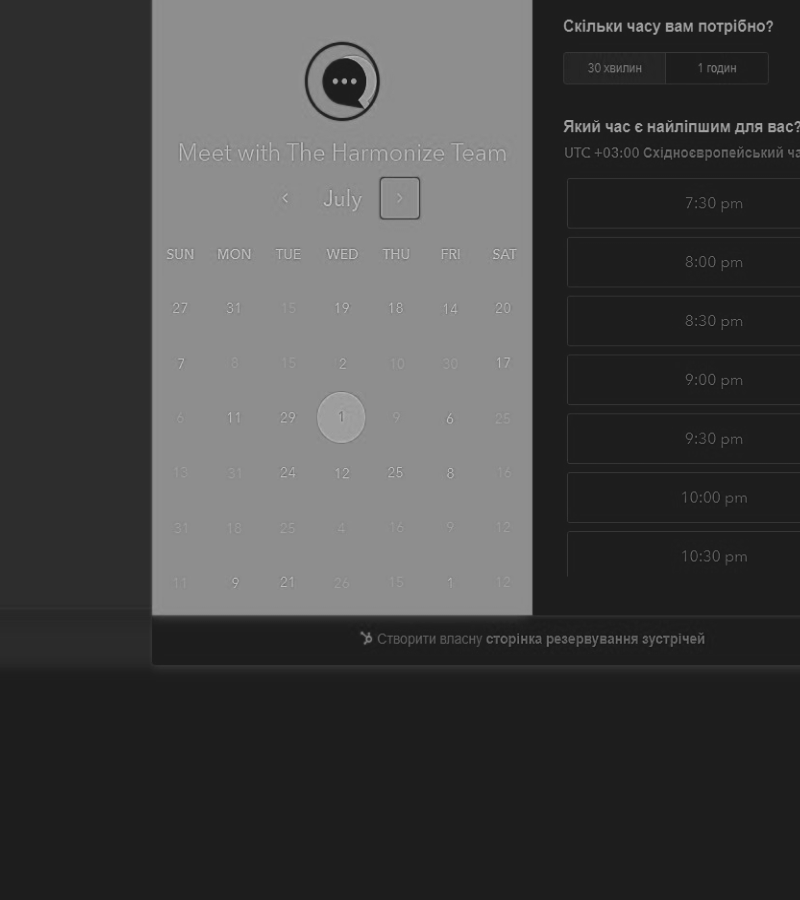 Meet with The Harmonize Team
July
SUN MON TUE WED THU FRI SAT
27 31 15 19 18 14 20
7 8 15 2 10 30 17
6 11 29 1 9 6 25
13 31 24 12 25 8 16
31 18 25 4 16 9 12
11 9 21 26 15 1 12
Скільки часу вам потрібно?
30 хвилин 1 годин
Який час є найліпшим для вас?
UTC +03:00 Східноєвропейський ча
7:30 pm
8:00 pm
8:30 pm
9:00 pm
9:30 pm
10:00 pm
10:30 pm
Створити власну сторінка резервування зустрічей